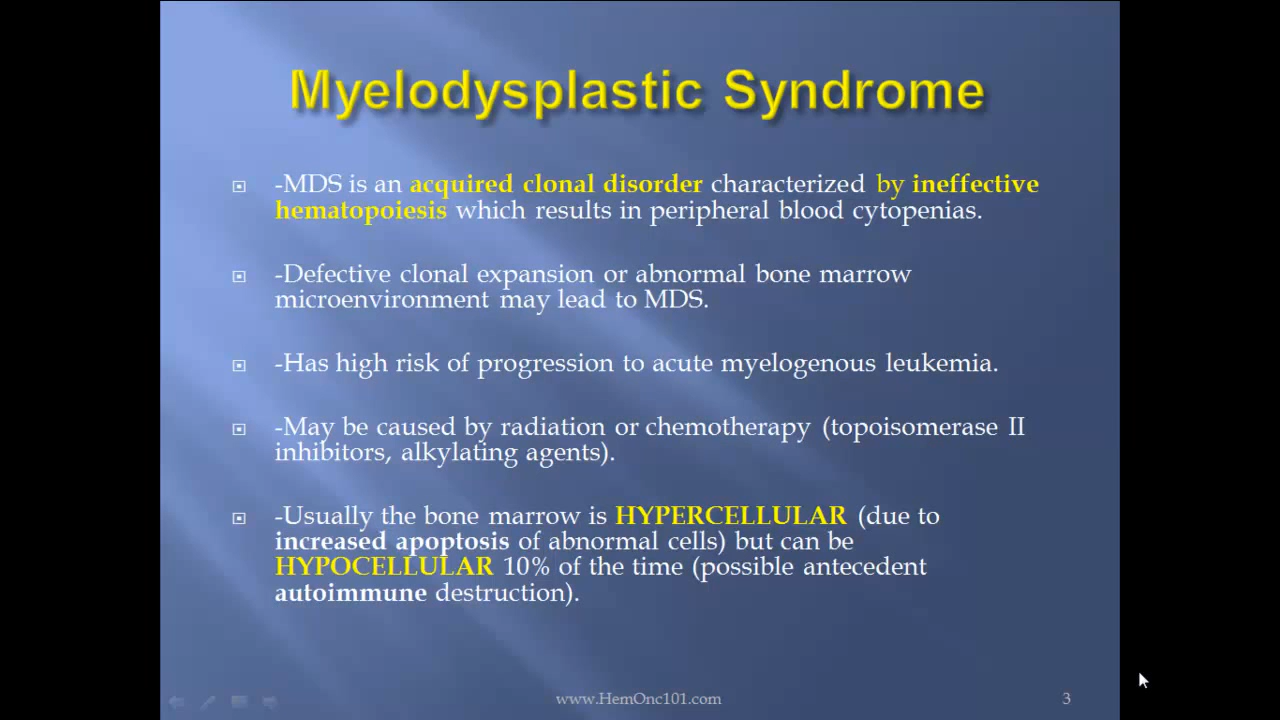 Myelodysplastic Syndrome
-MDS is an acquired clonal disorder characterized by ineffective
hematopoiesis which results in peripheral blood cytopenias.
-Defective clonal expansion or abnormal bone marrow
microenvironment may lead to MDS.
-Has high risk of progression to acute myelogenous leukemia.
-May be caused by radiation or chemotherapy (topoisomerase II
inhibitors, alkylating agents).
-Usually the bone marrow is HYPERCELLULAR (due to
increased apoptosis of abnormal cells) but can be
HYPOCELLULAR 10% of the time (possible antecedent
autoimmune destruction).
www.HemOnc101.com
3